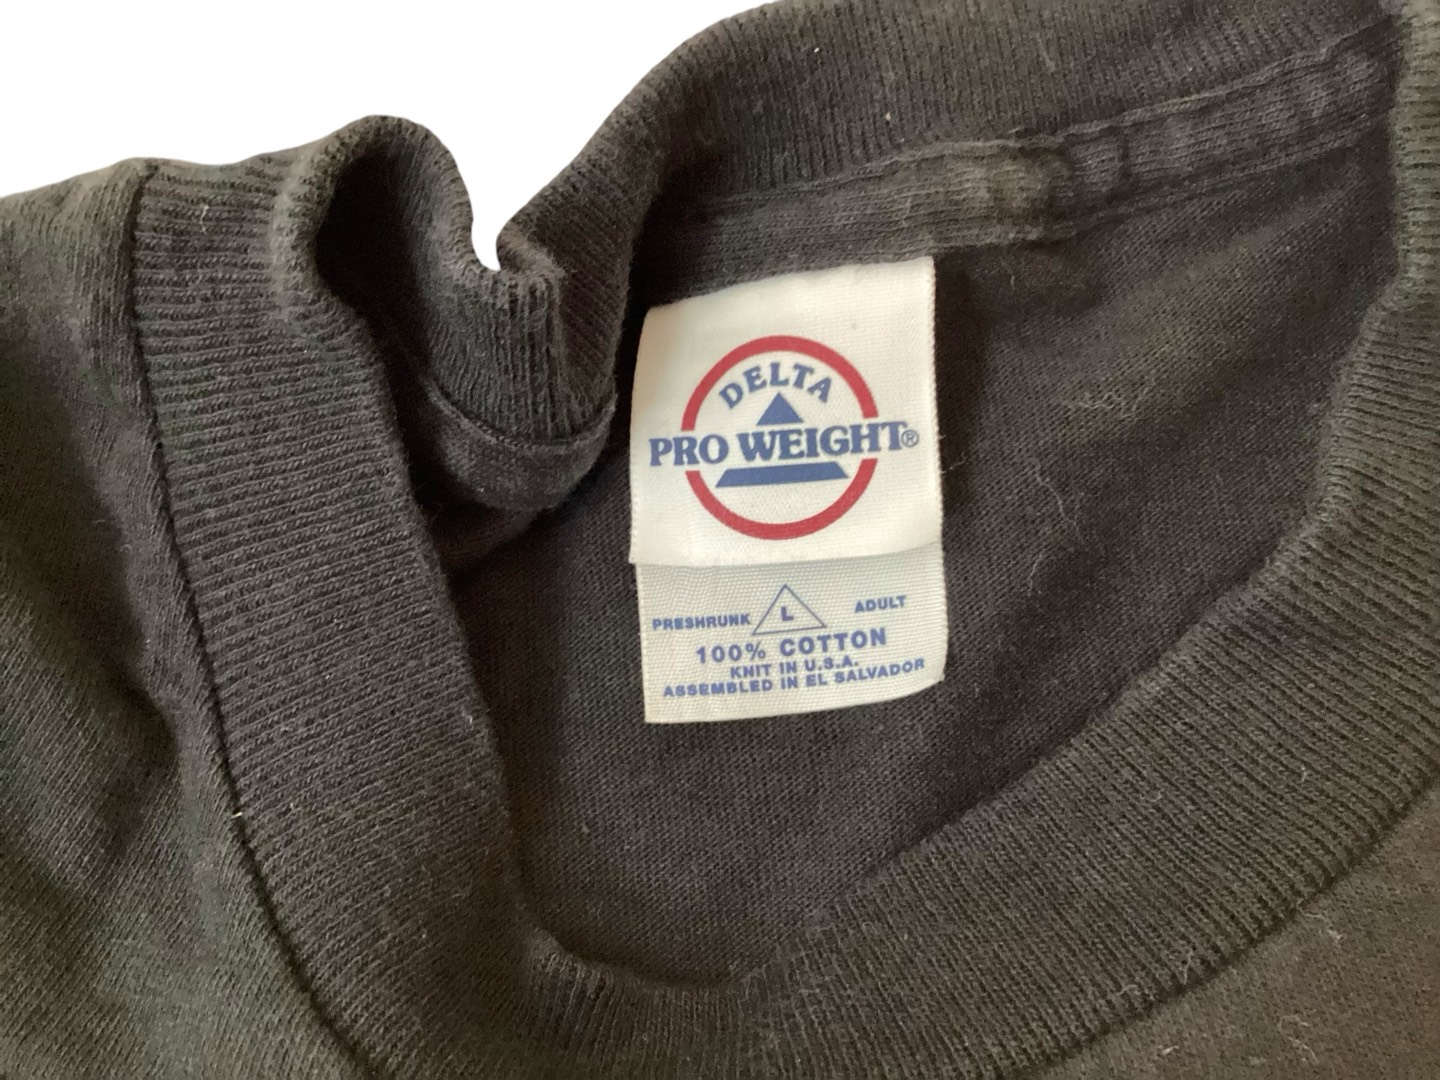 DELTA
PRO WEIGHT®
PRESHRUNK L ADULT
100% COTTON
KNIT IN U.S.A.
ASSEMBLED IN EL SALVADOR